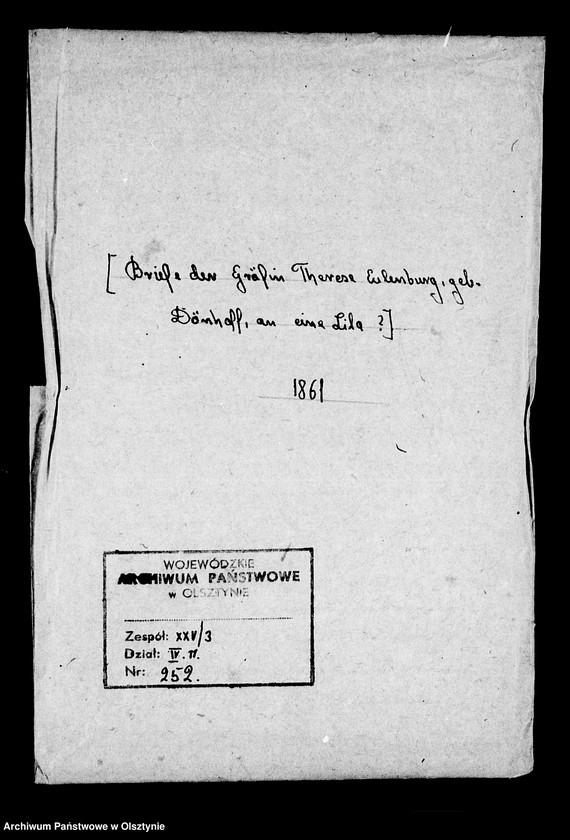 [Briefe der Gräfin Therese Eulenburg, geb.
Dönhoff, an eine Lila ?]
1861
WOJEWÓDZKIE
ARCHIWUM PAŃSTWOWE
w OLSZTYNIE
Zespół: XXV/3
Dział: IV. 11.
Nr: 252.
Archiwum Państwowe w Olsztynie